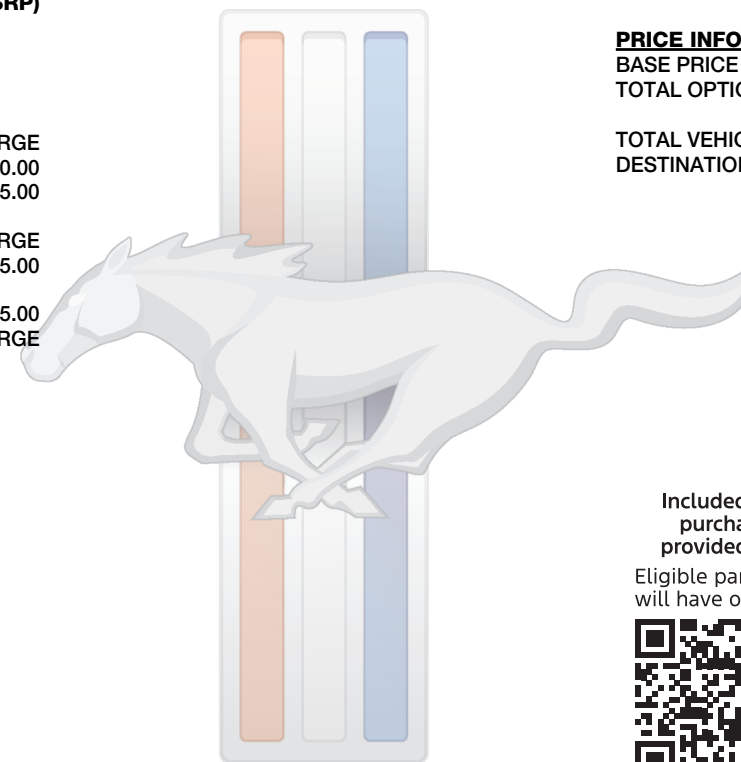 SRP)
RGE
0.00
5.00
RGE
5.00
5.00
RGE
PRICE INFO
BASE PRICE
TOTAL OPTIO
TOTAL VEHIC
DESTINATION
Included
purcha
provided
Eligible par
will have o